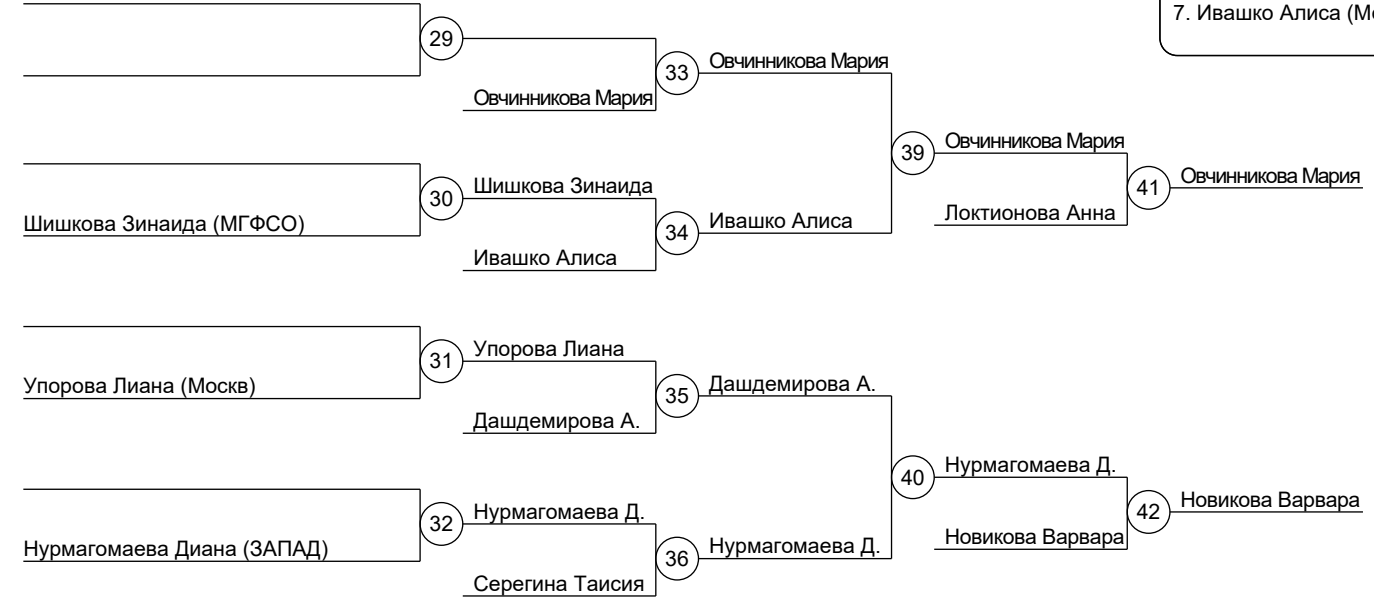 7. Ивашко Алиса
29
Овчинникова Мария
33
Овчинникова Мария
Шишкова Зинаида (МГФСО)
30
Шишкова Зинаида
Ивашко Алиса
34
Ивашко Алиса
39
Овчинникова Мария
Локтионова Анна
41
Овчинникова Мария
Упорова Лиана (Москв)
31
Упорова Лиана
Дашдемирова А.
35
Дашдемирова А.
Нурмагомаева Диана (ЗАПАД)
32
Нурмагомаева Д.
Серегина Таисия
36
Нурмагомаева Д.
40
Нурмагомаева Д.
Новикова Варвара
42
Новикова Варвара